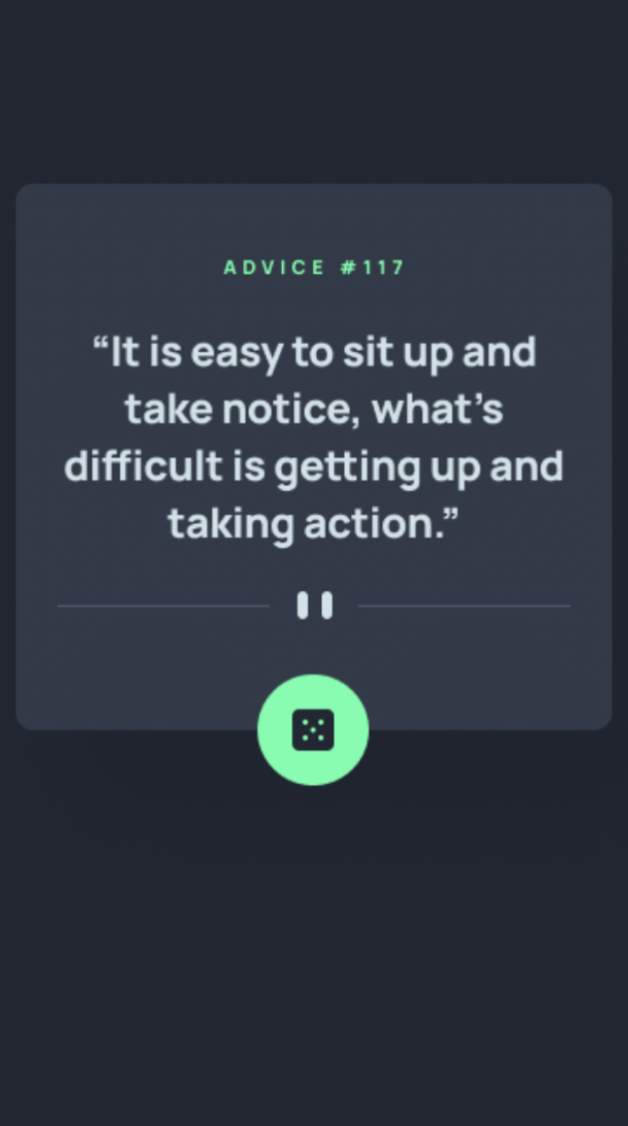 ADVICE #117
“It is easy to sit up and
take notice, what’s
difficult is getting up and
taking action.”